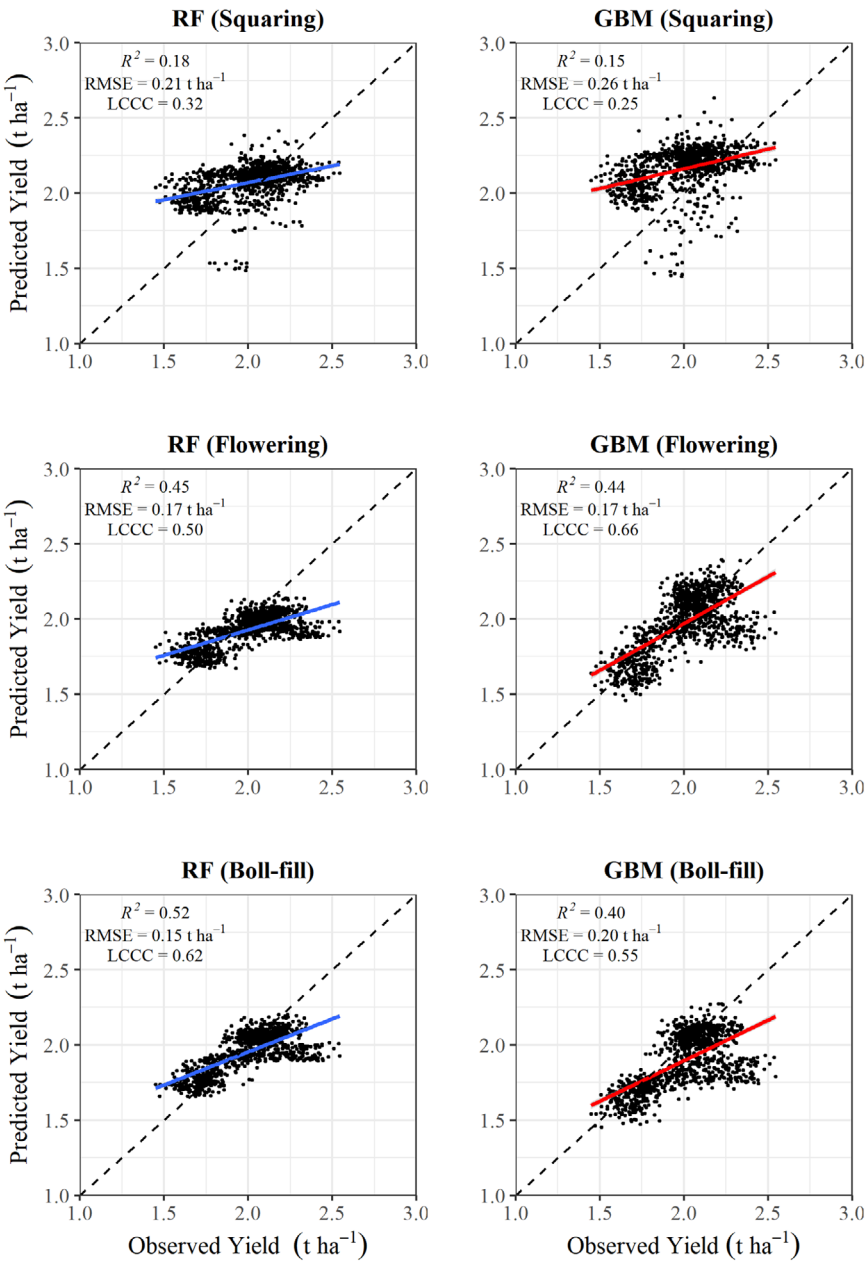 RF (Squaring)
R² = 0.18
RMSE = 0.21 t ha⁻¹
LCCC = 0.32
3.0
2.5
2.0
1.5
1.0
Predicted Yield (t ha⁻¹)
1.0 1.5 2.0 2.5 3.0
GBM (Squaring)
R² = 0.15
RMSE = 0.26 t ha⁻¹
LCCC = 0.25
3.0
2.5
2.0
1.5
1.0
1.0 1.5 2.0 2.5 3.0
RF (Flowering)
R² = 0.45
RMSE = 0.17 t ha⁻¹
LCCC = 0.50
3.0
2.5
2.0
1.5
1.0
Predicted Yield (t ha⁻¹)
1.0 1.5 2.0 2.5 3.0
GBM (Flowering)
R² = 0.44
RMSE = 0.17 t ha⁻¹
LCCC = 0.66
3.0
2.5
2.0
1.5
1.0
1.0 1.5 2.0 2.5 3.0
RF (Boll-fill)
R² = 0.52
RMSE = 0.15 t ha⁻¹
LCCC = 0.62
3.0
2.5
2.0
1.5
1.0
Predicted Yield (t ha⁻¹)
1.0 1.5 2.0 2.5 3.0
Observed Yield (t ha⁻¹)
GBM (Boll-fill)
R² = 0.40
RMSE = 0.20 t ha⁻¹
LCCC = 0.55
3.0
2.5
2.0
1.5
1.0
1.0 1.5 2.0 2.5 3.0
Observed Yield (t ha⁻¹)